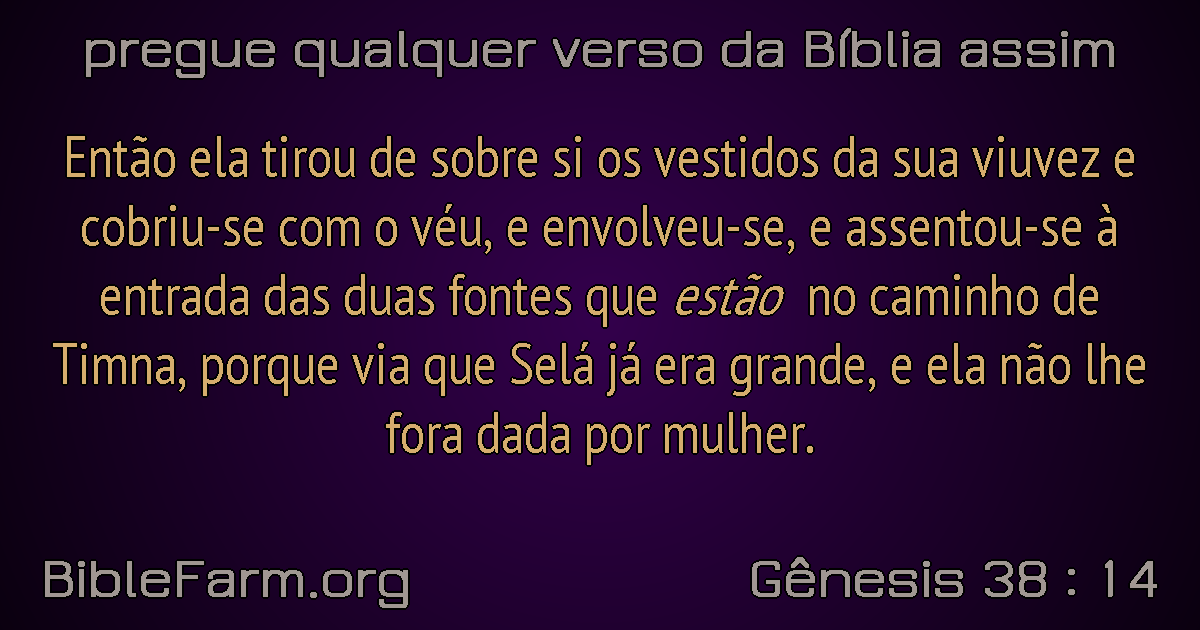 pregue qualquer verso da Bíblia assim
Então ela tirou de sobre si os vestidos da sua viuvez e
cobriu-se com o véu, e envolveu-se, e assentou-se à
entrada das duas fontes que estão no caminho de
Timna, porque via que Selá já era grande, e ela não lhe
fora dada por mulher.
BibleFarm.org
Gênesis 38 : 14